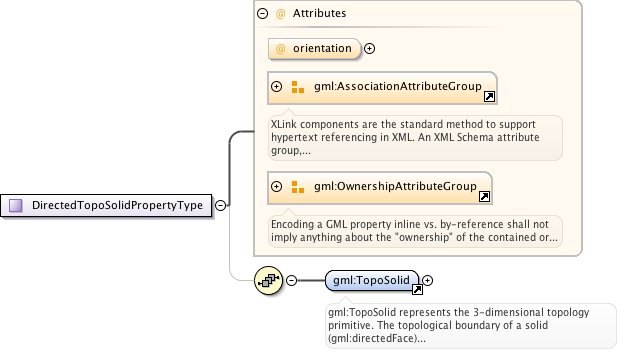 Attributes
@ orientation
gml:AssociationAttributeGroup
XLink components are the standard method to support
hypertext referencing in XML. An XML Schema attribute
group,...
gml:OwnershipAttributeGroup
Encoding a GML property inline vs. by-reference shall not
imply anything about the "ownership" of the contained or...
DirectedTopoSolidPropertyType
gml:TopoSolid
gml:TopoSolid represents the 3-dimensional topology
primitive. The topological boundary of a solid
(gml:directedFace)...